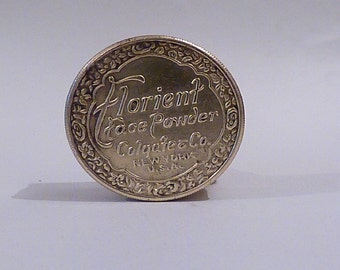 Florient
Face Powder
Colgate & Co.
NEW YORK
U.S.A.